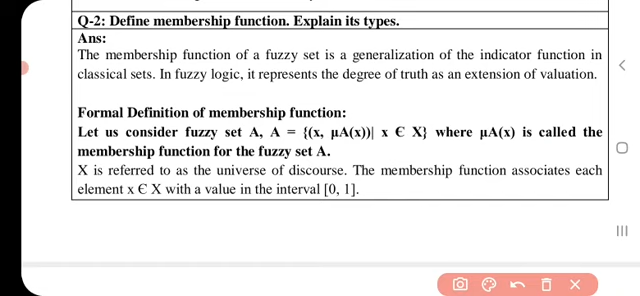 Q-2: Define membership function. Explain its types.
Ans:
The membership function of a fuzzy set is a generalization of the indicator function in
classical sets. In fuzzy logic, it represents the degree of truth as an extension of valuation.
Formal Definition of membership function:
Let us consider fuzzy set A, A = {(x, μA(x))| x Є X} where μA(x) is called the
membership function for the fuzzy set A.
X is referred to as the universe of discourse. The membership function associates each
element x Є X with a value in the interval [0, 1].